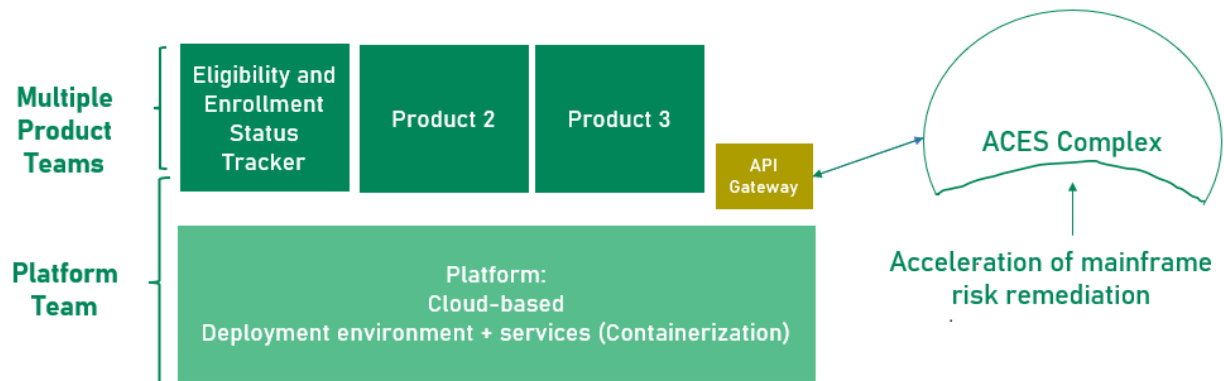 Multiple
Product
Teams
Eligibility and
Enrollment
Status
Tracker
Product 2
Product 3
API
Gateway
ACES Complex
Acceleration of mainframe
risk remediation
Platform
Team
Platform:
Cloud-based
Deployment environment + services (Containerization)